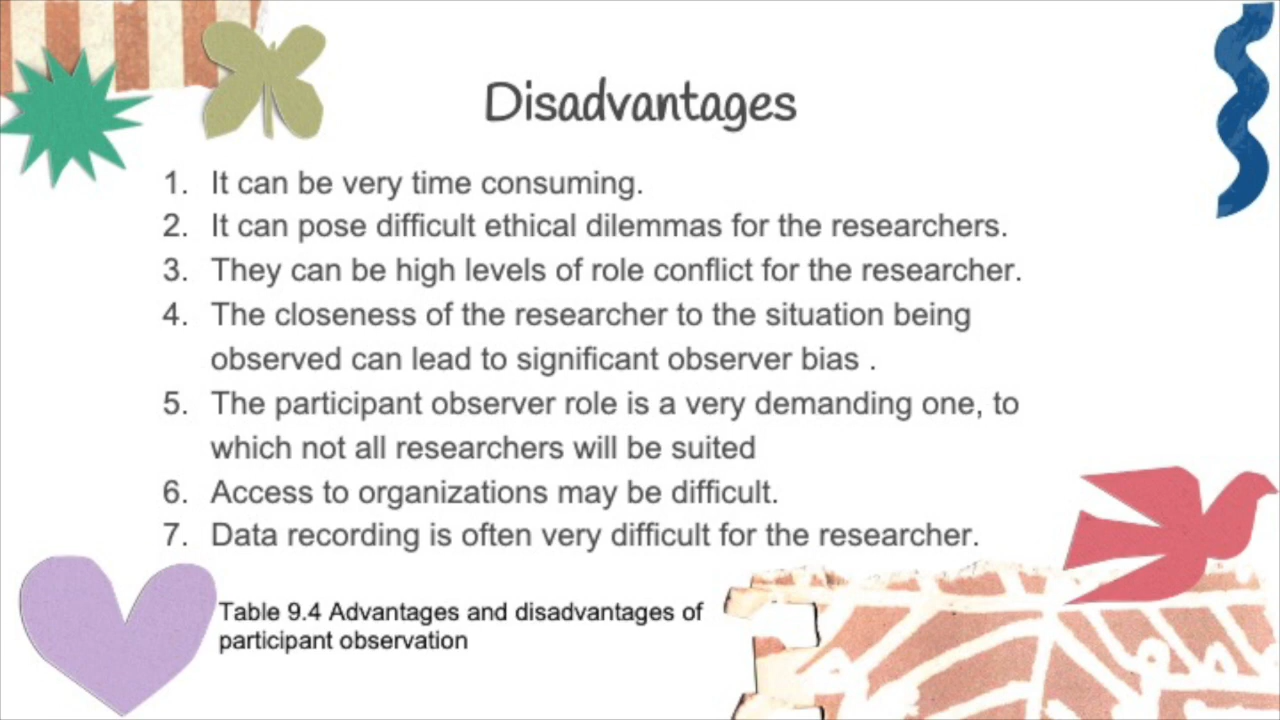 Disadvantages
1. It can be very time consuming.
2. It can pose difficult ethical dilemmas for the researchers.
3. They can be high levels of role conflict for the researcher.
4. The closeness of the researcher to the situation being
observed can lead to significant observer bias .
5. The participant observer role is a very demanding one, to
which not all researchers will be suited
6. Access to organizations may be difficult.
7. Data recording is often very difficult for the researcher.
Table 9.4 Advantages and disadvantages of
participant observation